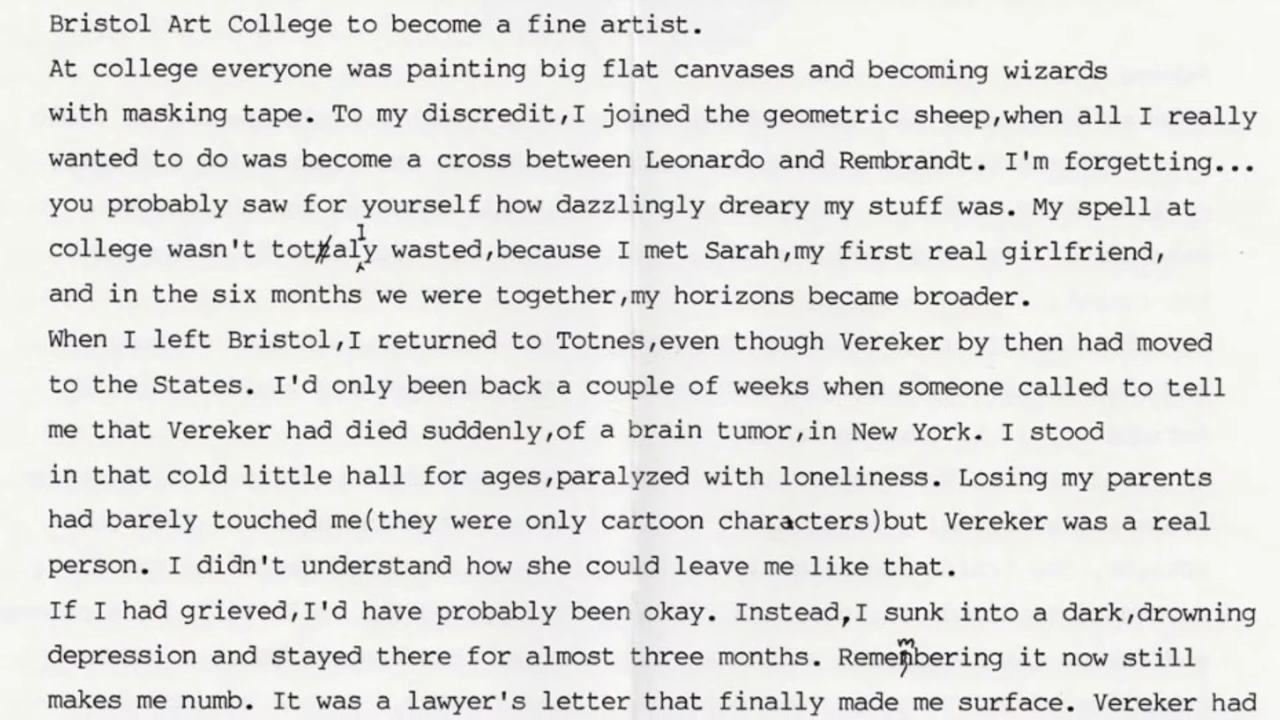 Bristol Art College to become a fine artist.
At college everyone was painting big flat canvases and becoming wizards
with masking tape. To my discredit,I joined the geometric sheep,when all I really
wanted to do was become a cross between Leonardo and Rembrandt. I'm forgetting...
you probably saw for yourself how dazzlingly dreary my stuff was. My spell at
college wasn't totally wasted,because I met Sarah,my first real girlfriend,
and in the six months we were together,my horizons became broader.
When I left Bristol,I returned to Totnes,even though Vereker by then had moved
to the States. I'd only been back a couple of weeks when someone called to tell
me that Vereker had died suddenly,of a brain tumor,in New York. I stood
in that cold little hall for ages,paralyzed with loneliness. Losing my parents
had barely touched me(they were only cartoon characters)but Vereker was a real
person. I didn't understand how she could leave me like that.
If I had grieved,I'd have probably been okay. Instead,I sunk into a dark,drowning
depression and stayed there for almost three months. Remembering it now still
makes me numb. It was a lawyer's letter that finally made me surface. Vereker had